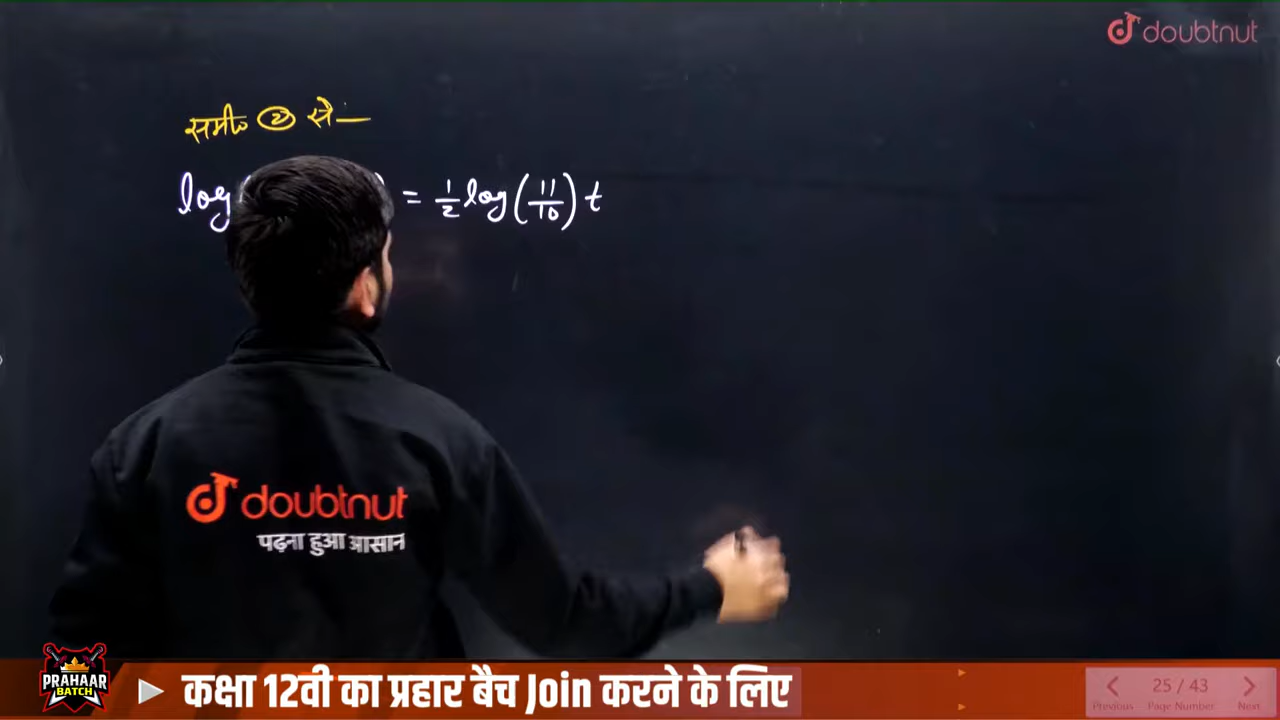 doubtnut
समी० ② से —
log( ) = 1/2 log(11/10) t
doubtnut
पढ़ना हुआ आसान
PRAHAAR
BATCH
कक्षा 12वी का प्रहार बैच Join करने के लिए
25 / 43
Previous Page Number Next